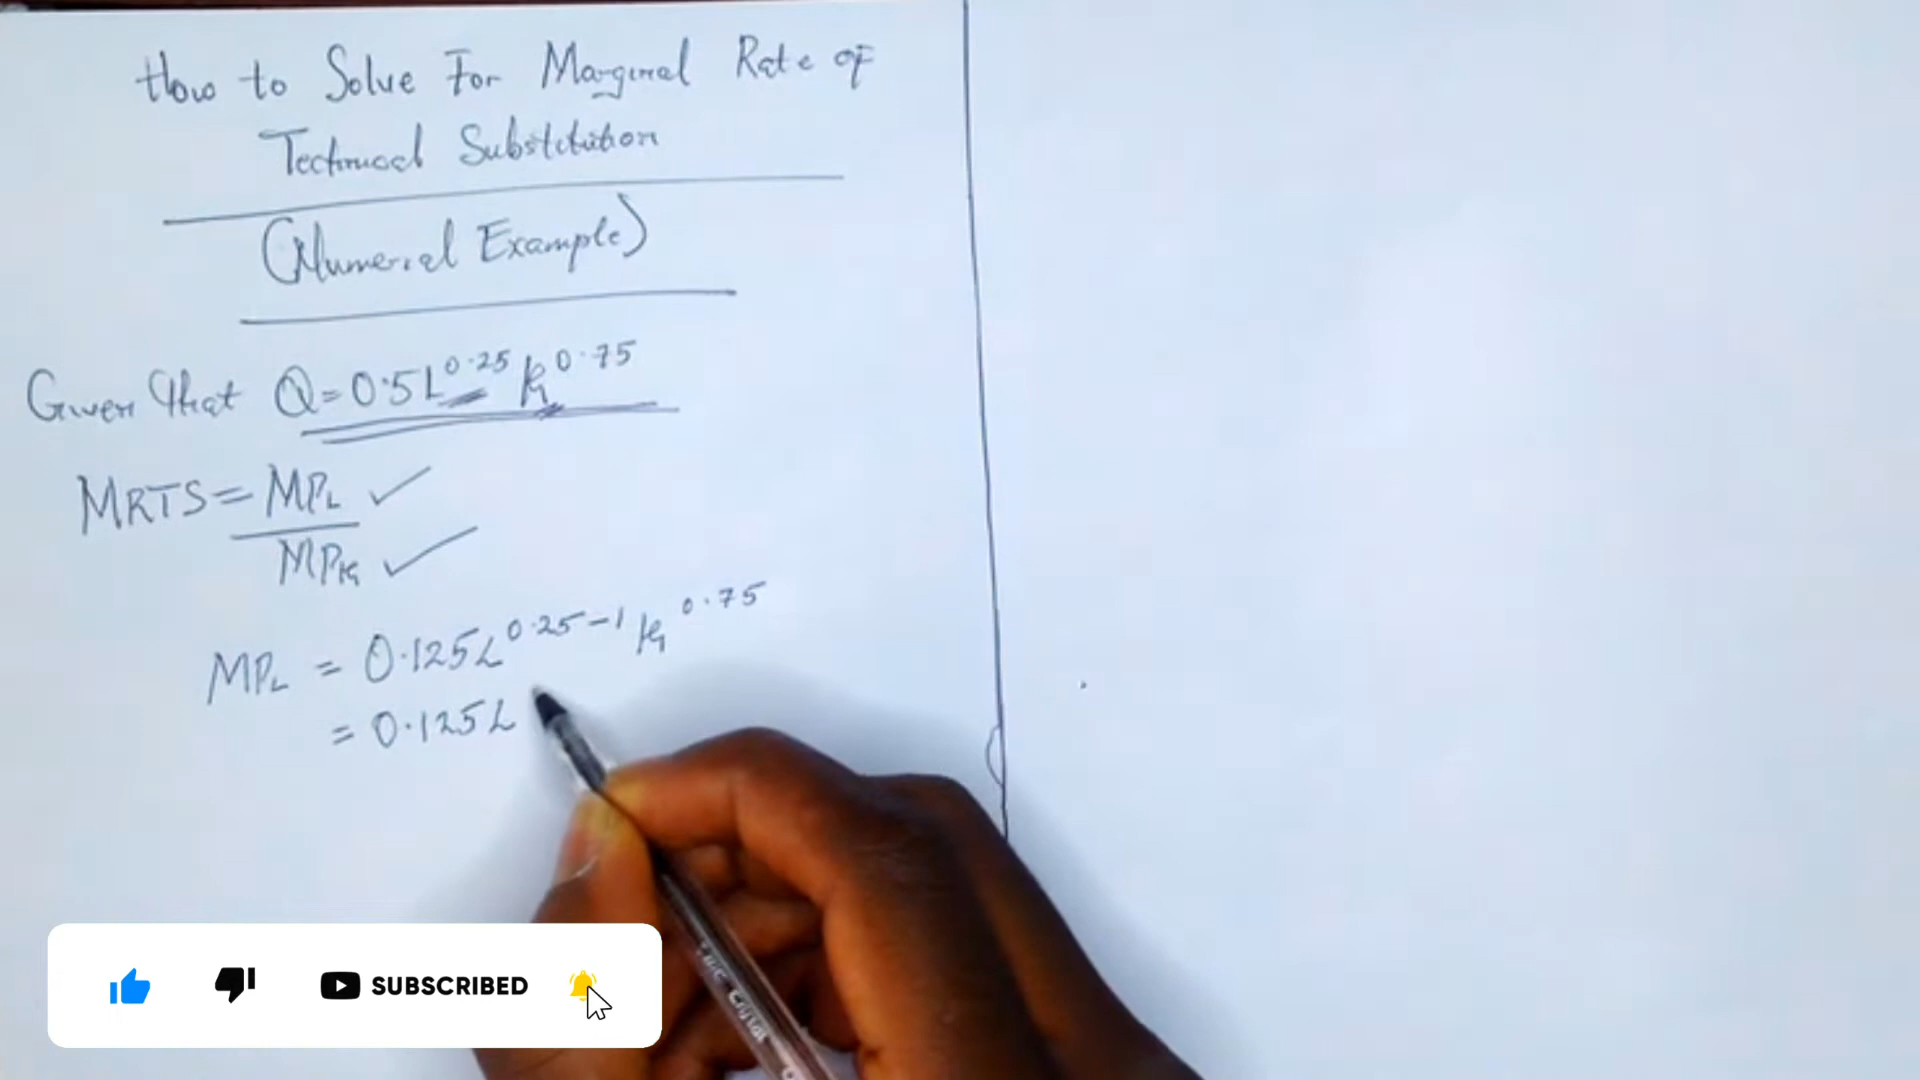 How to Solve For Marginal Rate of
Technical Substitution
(Numerical Example)
Given that Q = 0.5L^0.25 K^0.75
MRTS = MPL ✓
MPK ✓
MPL = 0.125L^0.25-1 K^0.75
= 0.125L
SUBSCRIBED